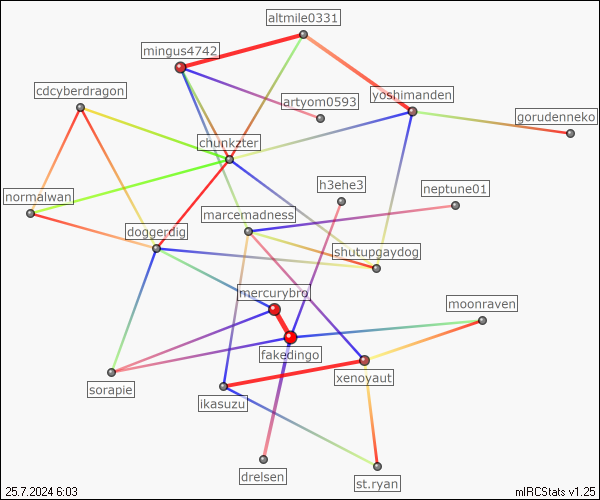 altmile0331
mingus4742
cdcyberdragon
yoshimanden
artyom0593
gorudenneko
chunkzter
h3ehe3
neptune01
normalwan
marcemadness
doggerdig
shutupgaydog
mercurybro
moonraven
fakedingo
xenoyaut
sorapie
ikasuzu
drelsen
st.ryan
25.7.2024 6:03
mIRCStats v1.25